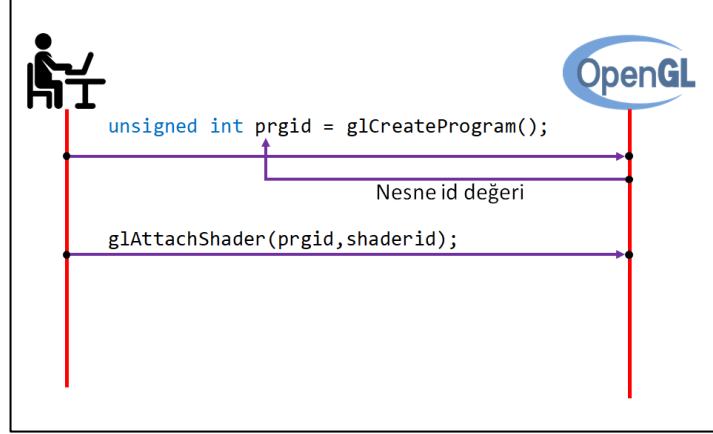 OpenGL
unsigned int prgid = glCreateProgram();
Nesne id değeri
glAttachShader(prgid,shaderid);